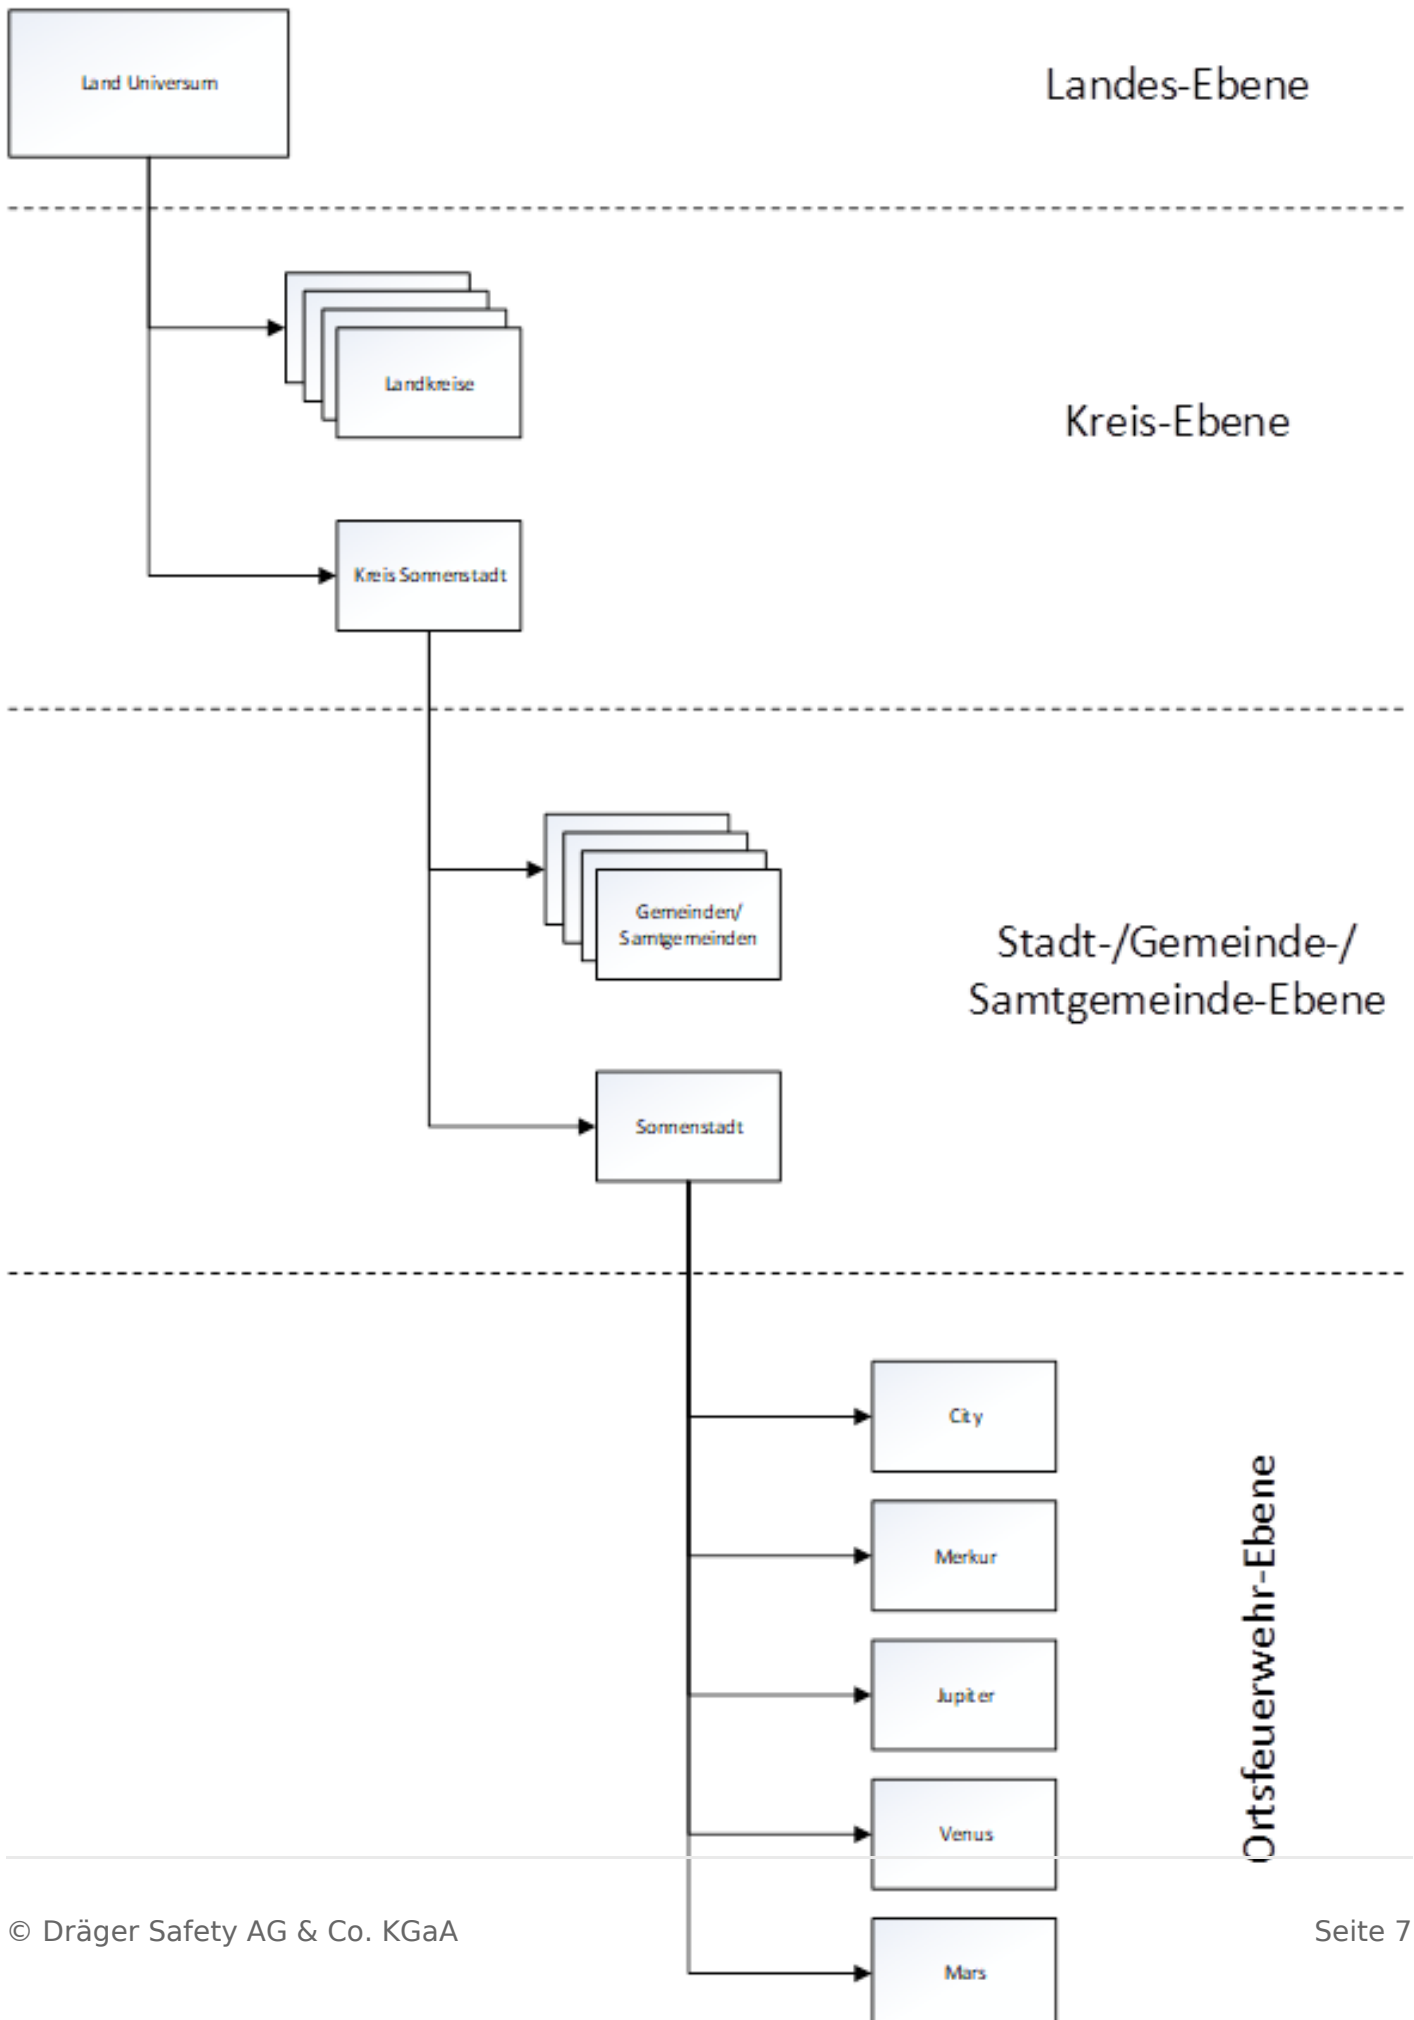 Land Universum
Landes-Ebene
Landkreise
Kreis-Ebene
Kreis Sonnenstadt
Gemeinden/
Samtgemeinden
Stadt-/Gemeinde-/
Samtgemeinde-Ebene
Sonnenstadt
City
Merkur
Jupiter
Venus
Ortsfeuerwehr-Ebene
© Dräger Safety AG & Co. KGaA
Seite 7
Mars